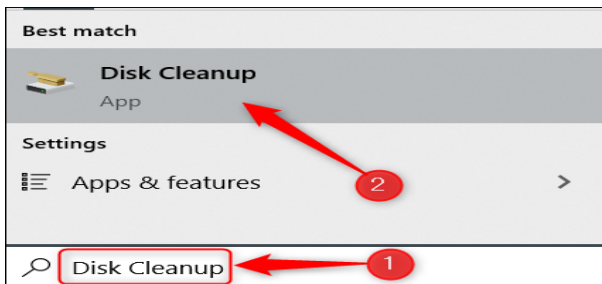 Best match
Disk Cleanup
App
Settings
Apps & features
2
Disk Cleanup
1